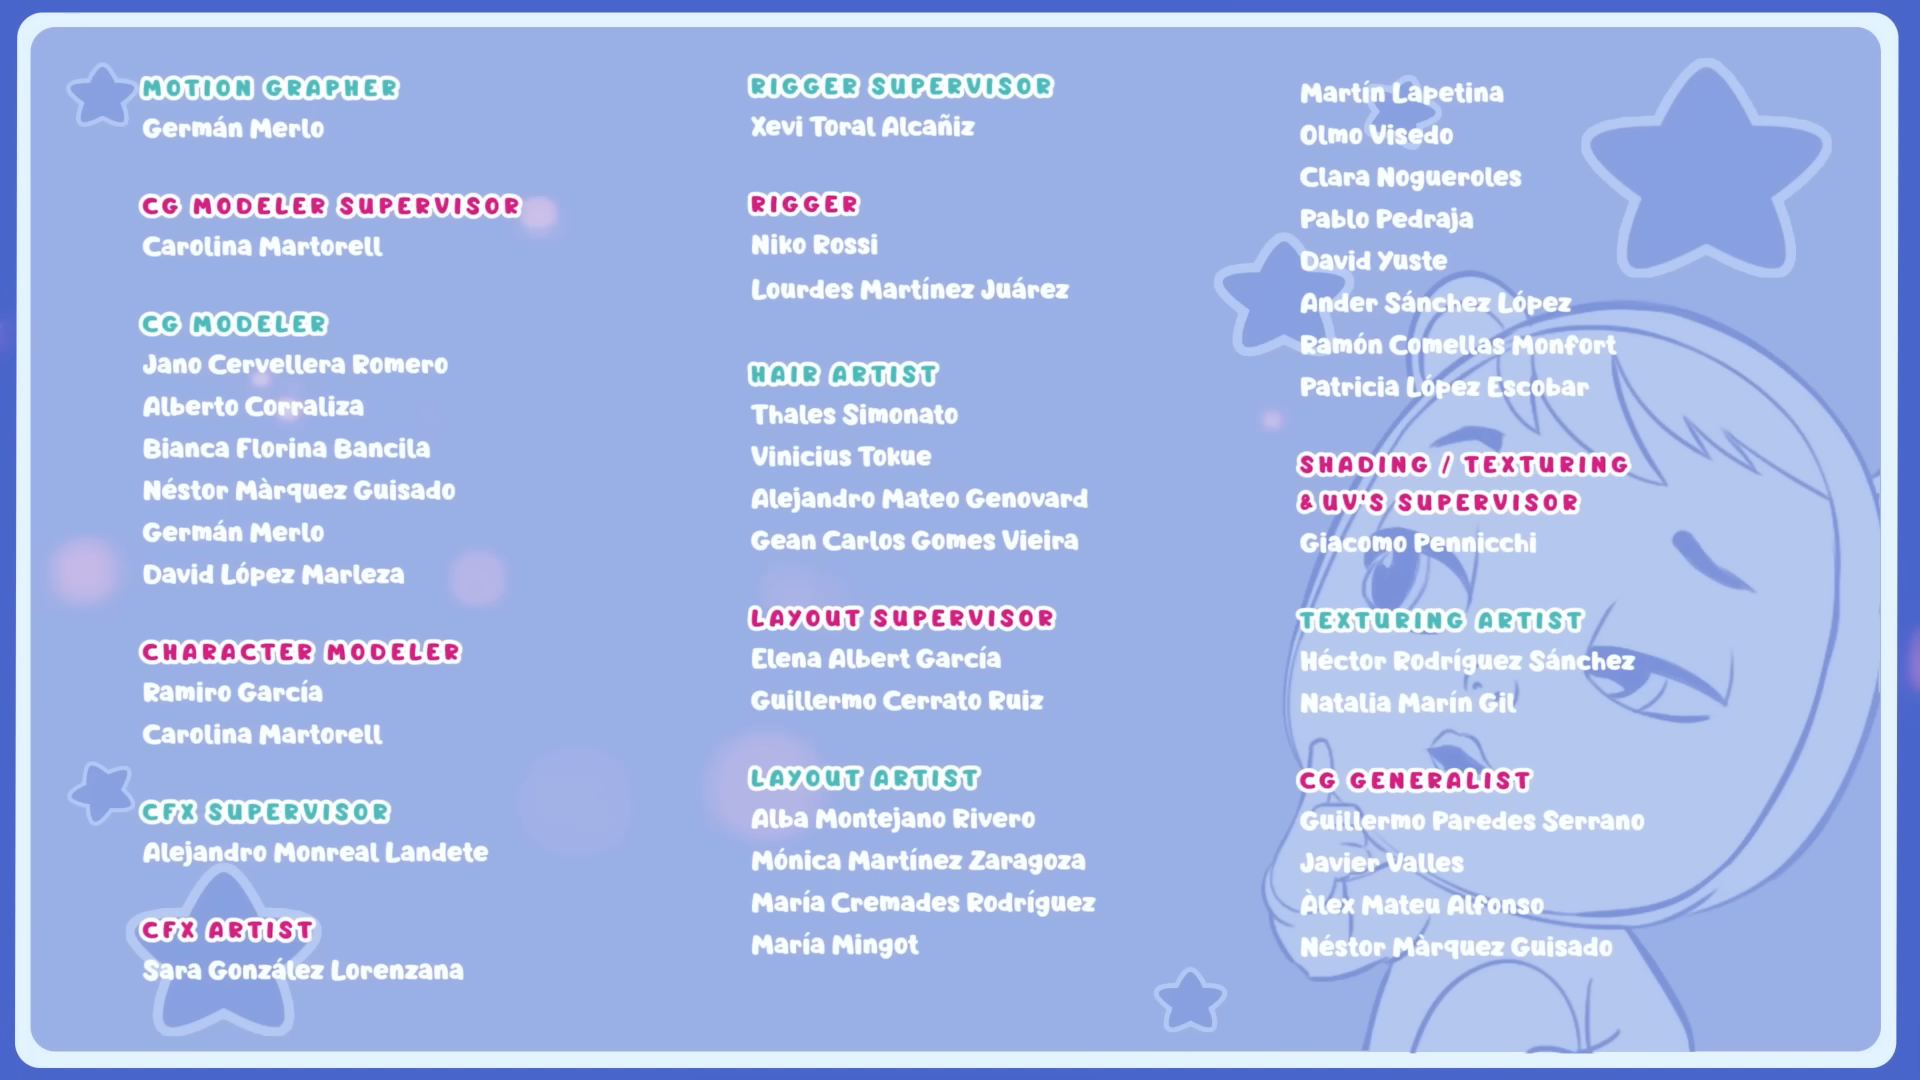 MOTION GRAPHER
Germán Merlo
CG MODELER SUPERVISOR
Carolina Martorell
CG MODELER
Jano Cervellera Romero
Alberto Corraliza
Bianca Florina Bancila
Néstor Màrquez Guisado
Germán Merlo
David López Marleza
CHARACTER MODELER
Ramiro García
Carolina Martorell
CFX SUPERVISOR
Alejandro Monreal Landete
CFX ARTIST
Sara González Lorenzana
RIGGER SUPERVISOR
Xevi Toral Alcañiz
RIGGER
Niko Rossi
Lourdes Martínez Juárez
HAIR ARTIST
Thales Simonato
Vinicius Tokue
Alejandro Mateo Genovard
Gean Carlos Gomes Vieira
LAYOUT SUPERVISOR
Elena Albert García
Guillermo Cerrato Ruiz
LAYOUT ARTIST
Alba Montejano Rivero
Mónica Martínez Zaragoza
María Cremades Rodríguez
María Mingot
Martín Lapetina
Olmo Visedo
Clara Nogueroles
Pablo Pedraja
David Yuste
Ander Sánchez López
Ramón Comellas Monfort
Patricia López Escobar
SHADING / TEXTURING
& UV'S SUPERVISOR
Giacomo Pennicchi
TEXTURING ARTIST
Héctor Rodríguez Sánchez
Natalia Marín Gil
CG GENERALIST
Guillermo Paredes Serrano
Javier Valles
Àlex Mateu Alfonso
Néstor Màrquez Guisado